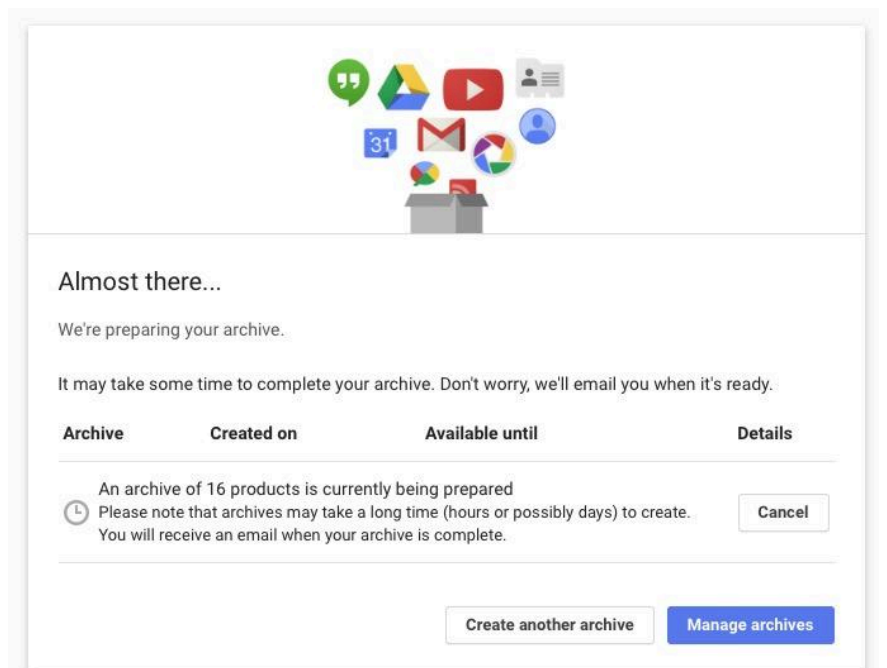 31
Almost there...
We're preparing your archive.
It may take some time to complete your archive. Don't worry, we'll email you when it's ready.
Archive Created on Available until Details
An archive of 16 products is currently being prepared
Please note that archives may take a long time (hours or possibly days) to create.
You will receive an email when your archive is complete.
Cancel
Create another archive Manage archives